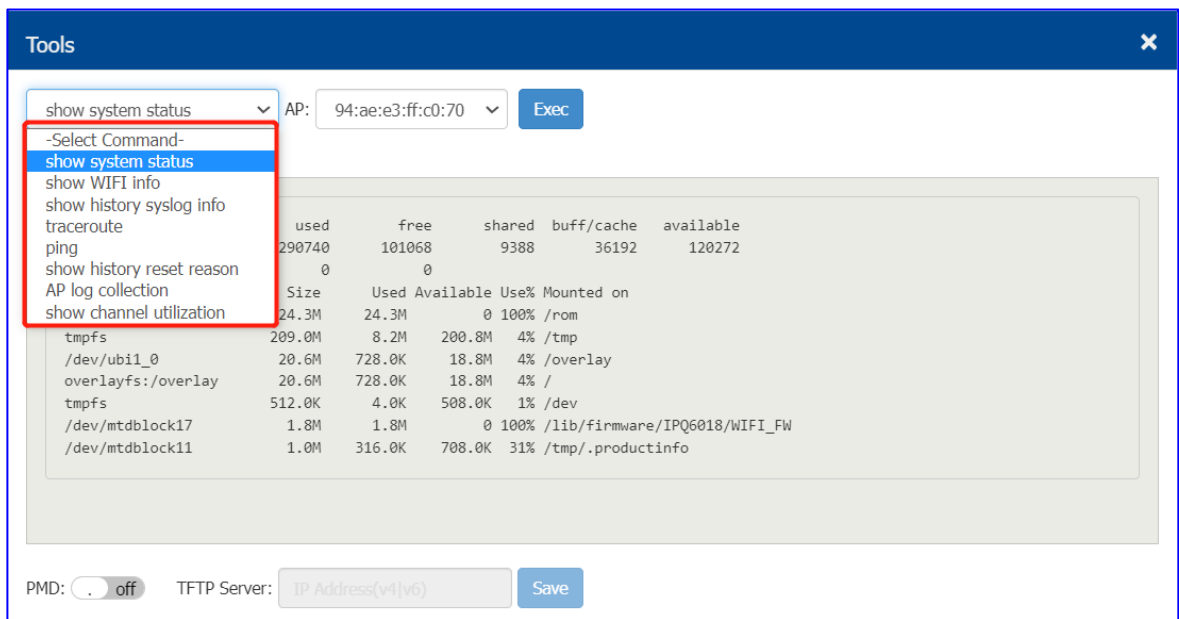 Tools
show system status AP: 94:ae:e3:ff:c0:70 Exec
-Select Command-
show system status
show WIFI info
show history syslog info
traceroute
ping
show history reset reason
AP log collection
show channel utilization
used free shared buff/cache available
290740 101068 9388 36192 120272
0 0
Size Used Available Use% Mounted on
24.3M 24.3M 0 100% /rom
tmpfs 209.0M 8.2M 200.8M 4% /tmp
/dev/ubi1_0 20.6M 728.0K 18.8M 4% /overlay
overlayfs:/overlay 20.6M 728.0K 18.8M 4% /
tmpfs 512.0K 4.0K 508.0K 1% /dev
/dev/mtdblock17 1.8M 1.8M 0 100% /lib/firmware/IPQ6018/WIFI_FW
/dev/mtdblock11 1.0M 316.0K 708.0K 31% /tmp/.productinfo
PMD: . off TFTP Server: IP Address(v4|v6) Save